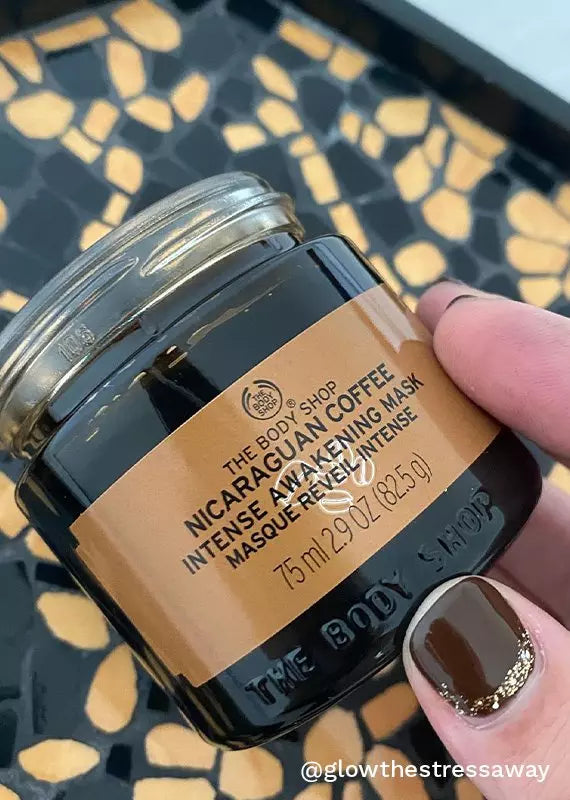 106
THE
BODY
SHOP
®
THE BODY SHOP
NICARAGUAN COFFEE
INTENSE AWAKENING MASK
MASQUE RÉVEIL INTENSE
75 ml 2.9 OZ (82.5 g)
THE BODY SHOP
@glowthestressaway